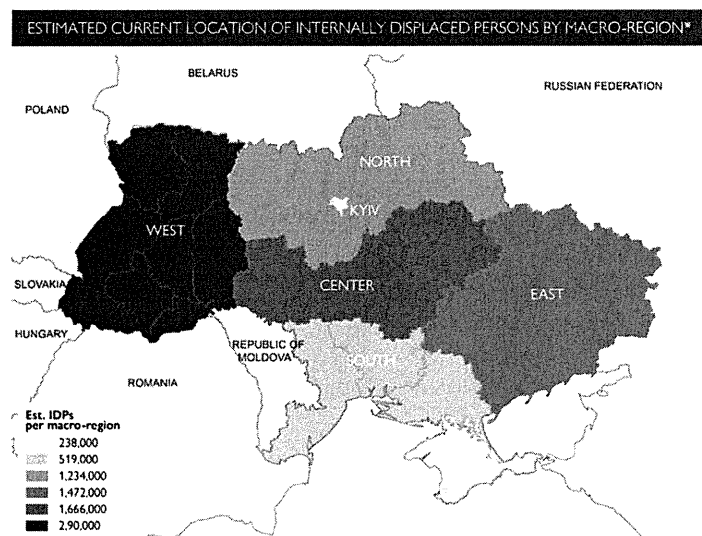 ESTIMATED CURRENT LOCATION OF INTERNALLY DISPLACED PERSONS BY MACRO-REGION*
BELARUS
POLAND
RUSSIAN FEDERATION
NORTH
KYIV
WEST
SLOVAKIA
CENTER
EAST
HUNGARY
REPUBLIC OF
MOLDOVA
SOUTH
ROMANIA
Est. IDPs
per macro-region
238,000
519,000
1,234,000
1,472,000
1,666,000
2,90,000